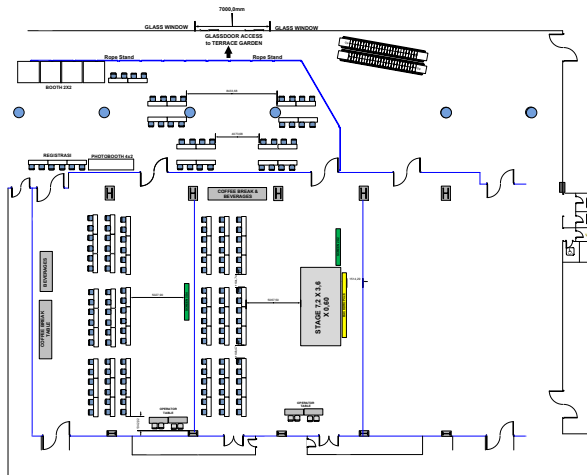 7000,0mm
GLASS WINDOW
GLASS WINDOW
GLASSDOOR ACCESS
to TERRACE GARDEN
Rope Stand
Rope Stand
BOOTH 2X2
REGISTRASI
PHOTOBOOTH 4x2
COFFEE BREAK &
BEVERAGES
BEVERAGES
COFFEE BREAK
TABLE
STAGE 7,2 X 3,6
X 0,60
OPERATOR
TABLE
OPERATOR
TABLE